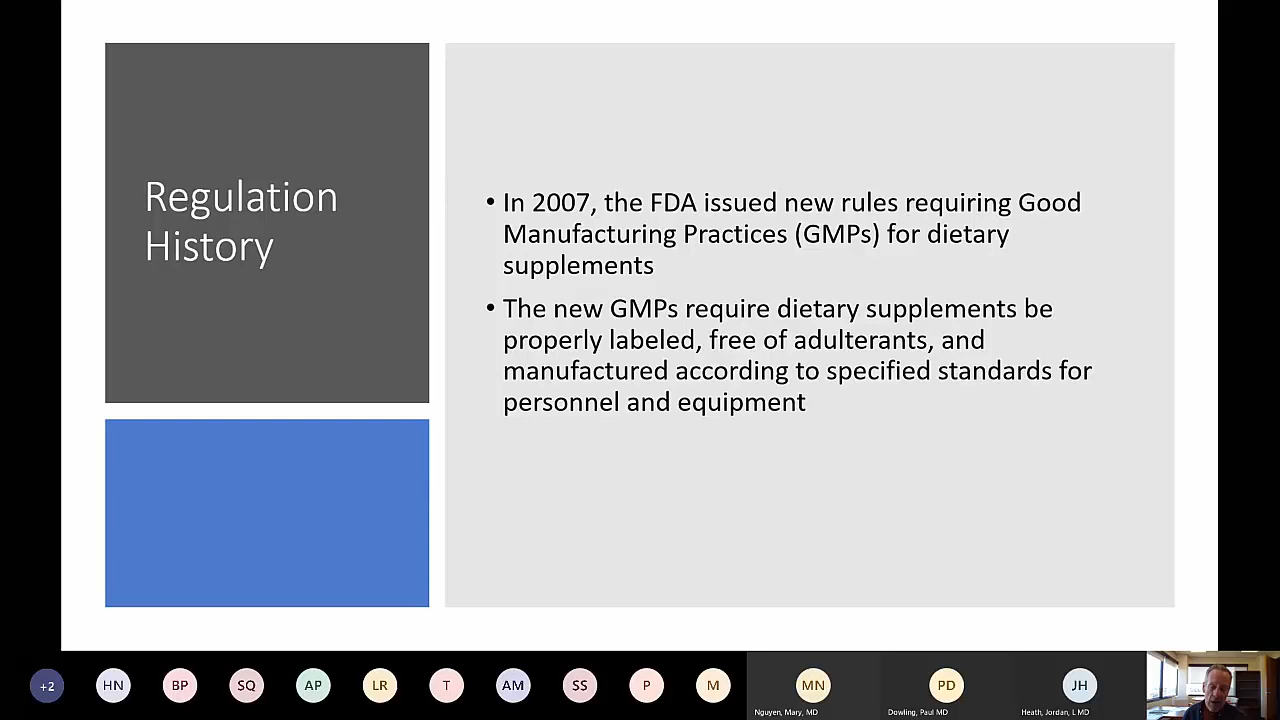 Regulation
History
• In 2007, the FDA issued new rules requiring Good
Manufacturing Practices (GMPs) for dietary
supplements
• The new GMPs require dietary supplements be
properly labeled, free of adulterants, and
manufactured according to specified standards for
personnel and equipment
+2 HN BP SQ AP LR T AM SS P M MN PD JH
Nguyen, Mary, MD Dowling, Paul MD Heath, Jordan, L MD